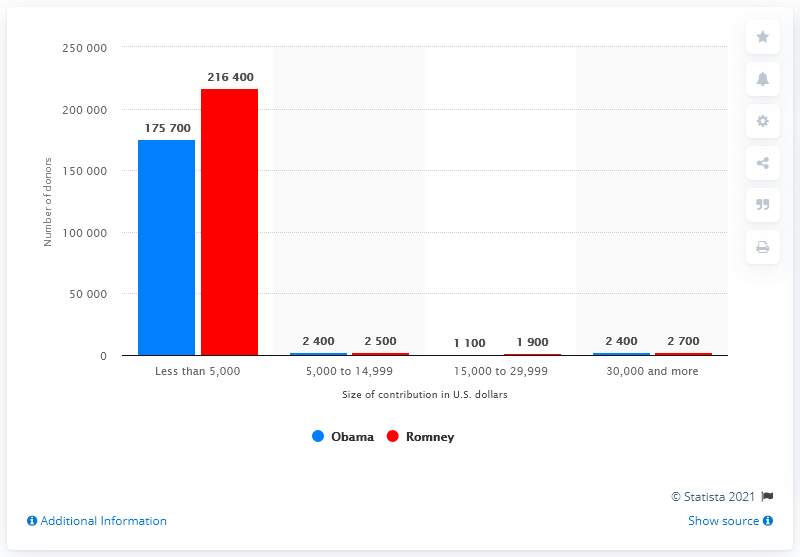 250 000
200 000
150 000
100 000
50 000
0
Number of donors
175 700
216 400
2 400
2 500
1 100
1 900
2 400
2 700
Less than 5,000
5,000 to 14,999
15,000 to 29,999
30,000 and more
Size of contribution in U.S. dollars
Obama Romney
© Statista 2021
Additional Information
Show source